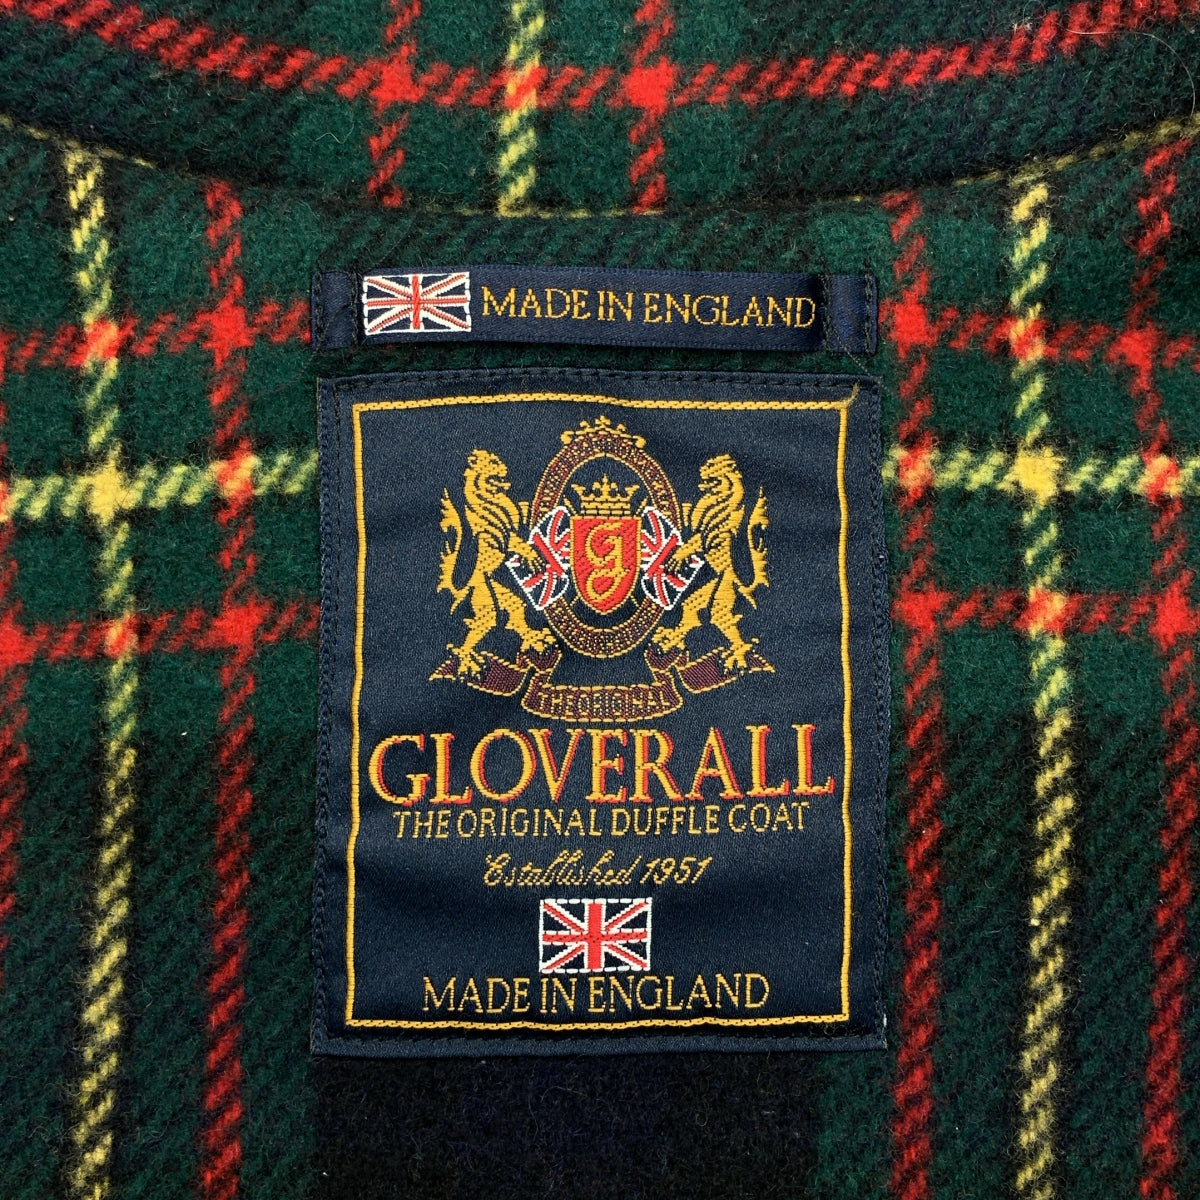 MADE IN ENGLAND
g
THE ORIGINAL
GLOVERALL
THE ORIGINAL DUFFLE COAT
Established 1951
MADE IN ENGLAND